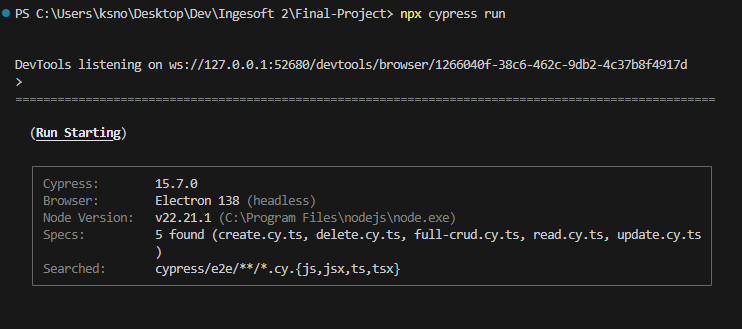 PS C:\Users\ksno\Desktop\Dev\Ingesoft 2\Final-Project> npx cypress run
DevTools listening on ws://127.0.0.1:52680/devtools/browser/1266040f-38c6-462c-9db2-4c37b8f4917d
>
====================================================================================================
(Run Starting)
Cypress: 15.7.0
Browser: Electron 138 (headless)
Node Version: v22.21.1 (C:\Program Files\nodejs\node.exe)
Specs: 5 found (create.cy.ts, delete.cy.ts, full-crud.cy.ts, read.cy.ts, update.cy.ts
)
Searched: cypress/e2e/**/*.cy.{js,jsx,ts,tsx}